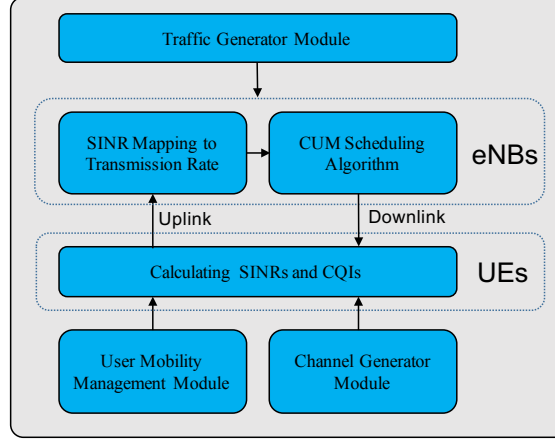 Traffic Generator Module
SINR Mapping to
Transmission Rate
CUM Scheduling
Algorithm
eNBs
Uplink
Downlink
Calculating SINRs and CQIs
UEs
User Mobility
Management Module
Channel Generator
Module